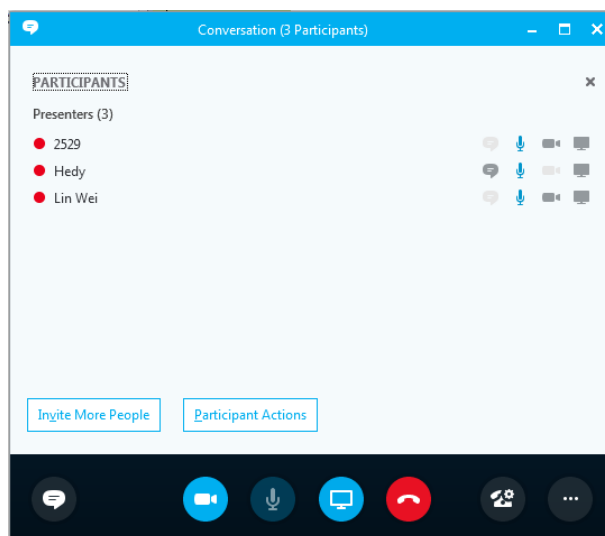 Conversation (3 Participants)
PARTICIPANTS
Presenters (3)
2529
Hedy
Lin Wei
Invite More People
Participant Actions